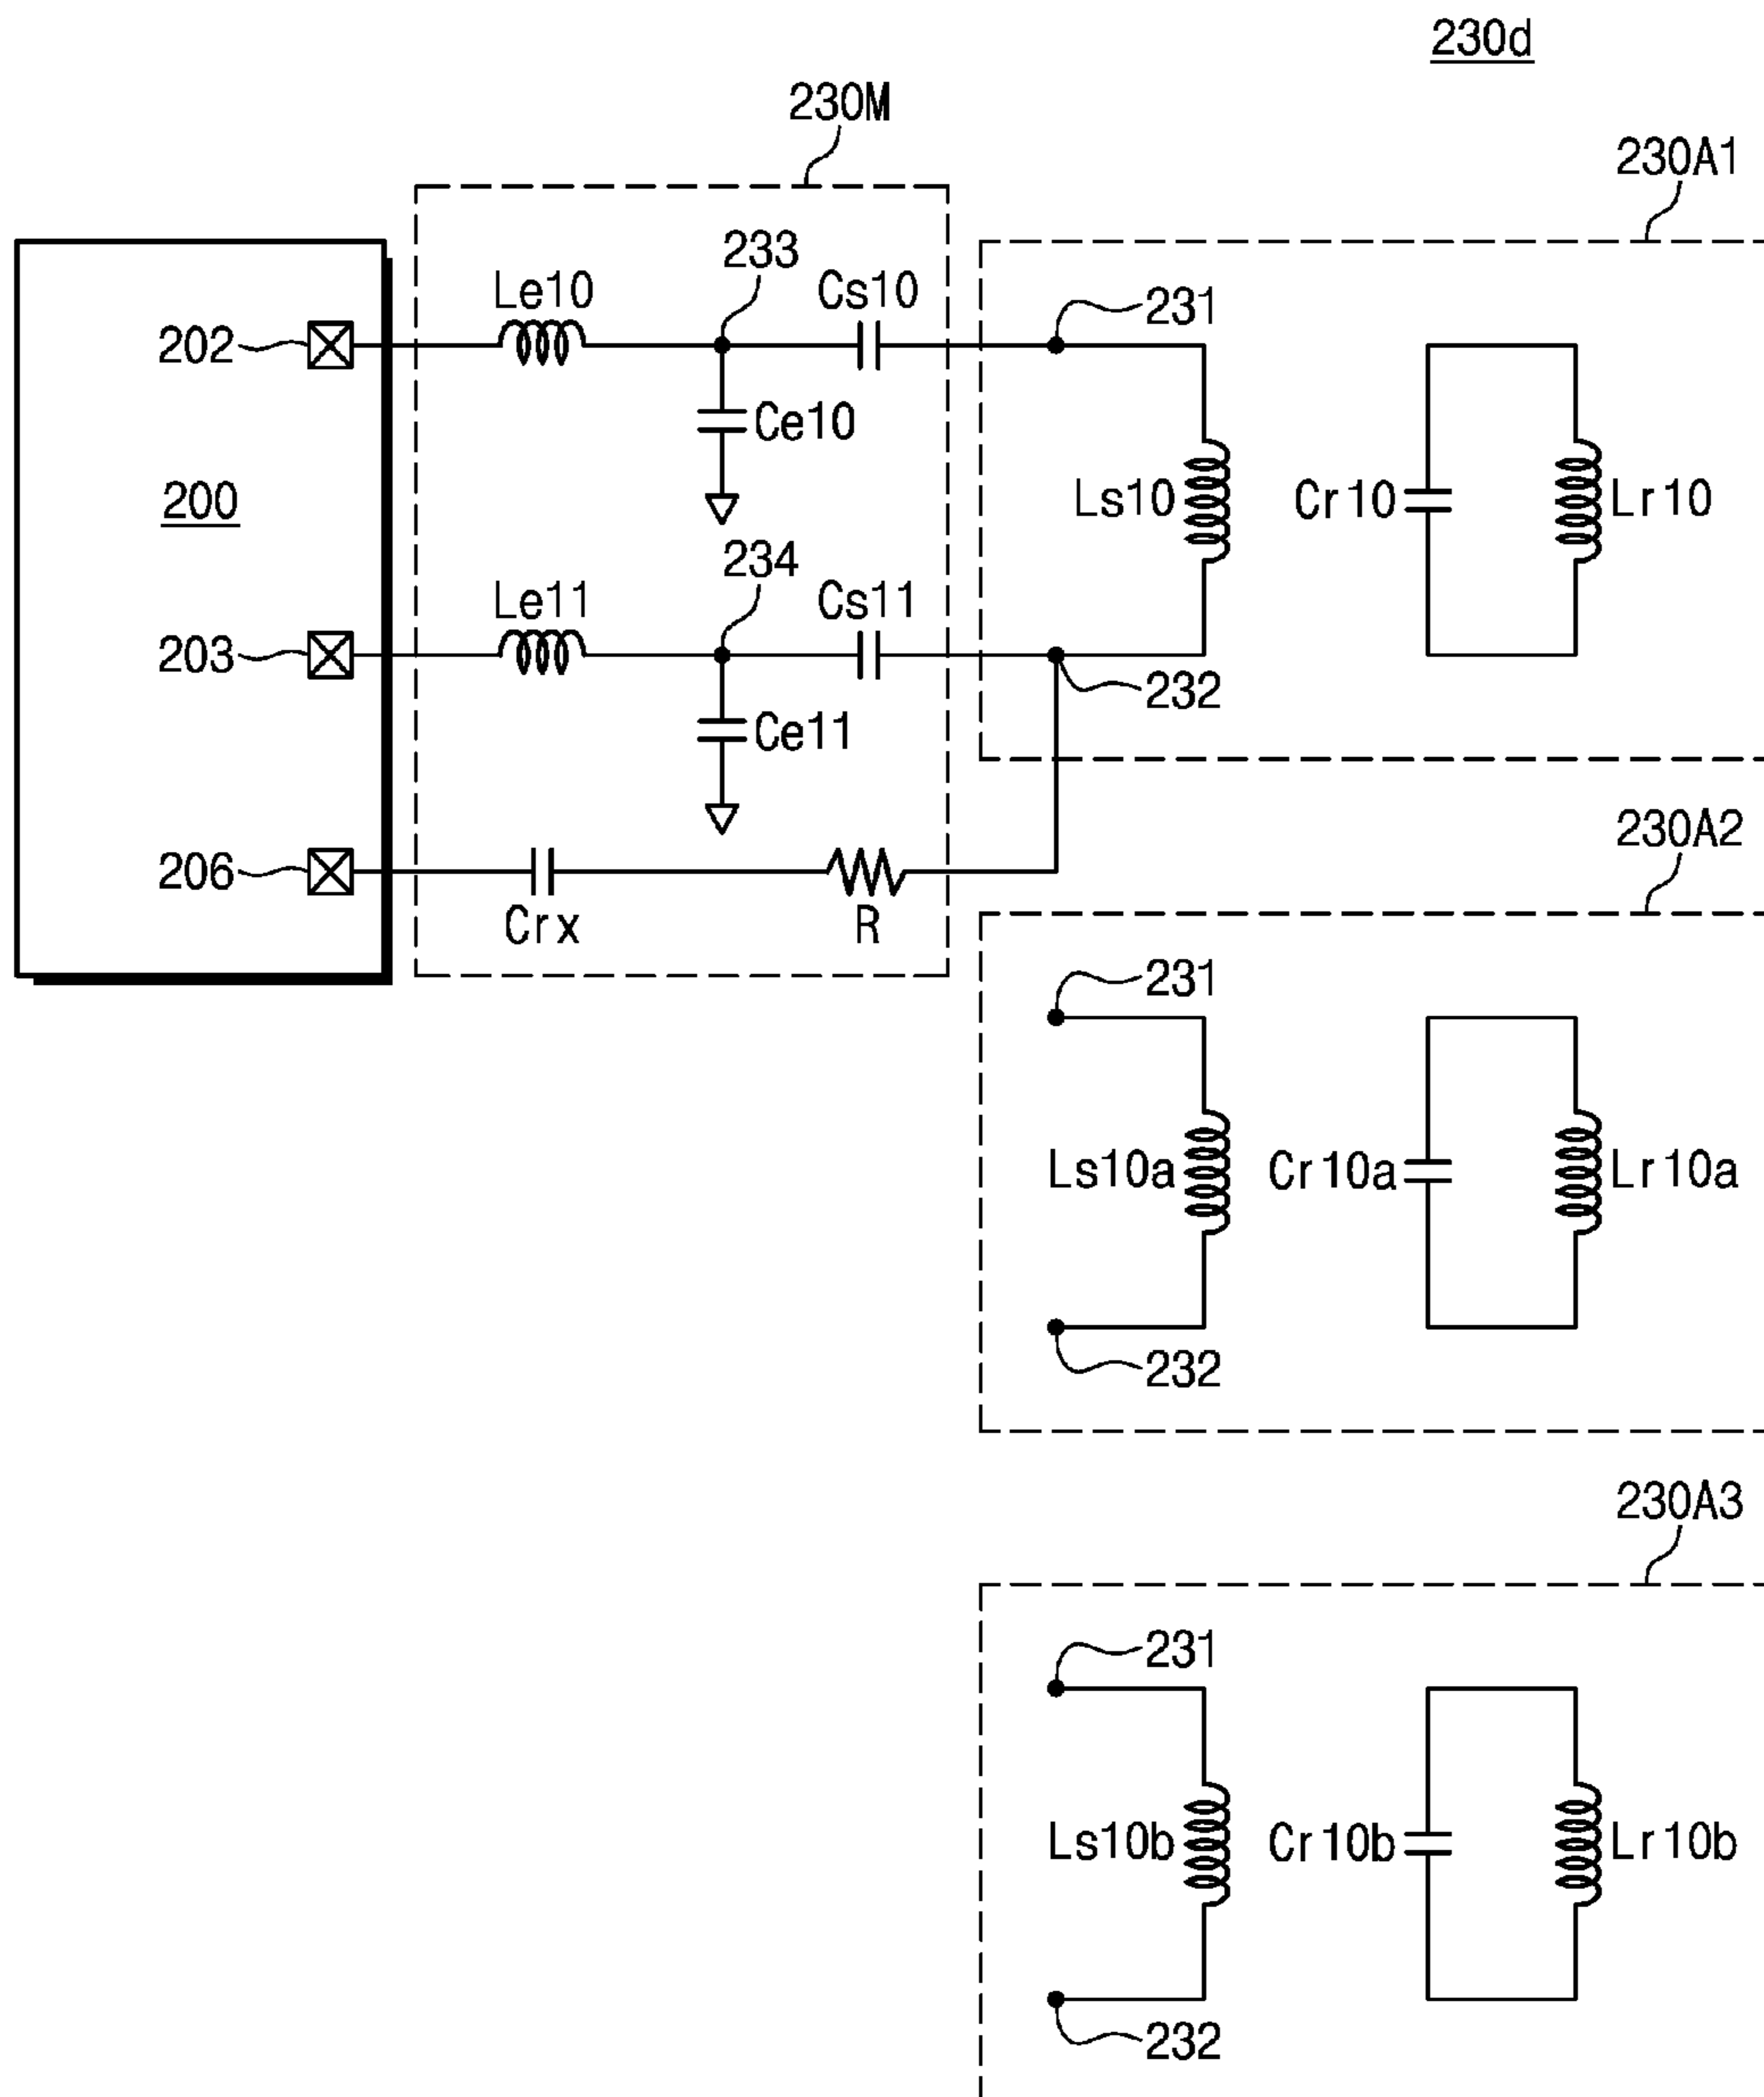 230d
230M
230A1
233
Le10
Cs10
231
202
Ce10
200
Ls10
Cr10
Lr10
234
Le11
Cs11
203
232
Ce11
230A2
206
Crx
R
231
Ls10a
Cr10a
Lr10a
232
230A3
231
Ls10b
Cr10b
Lr10b
232